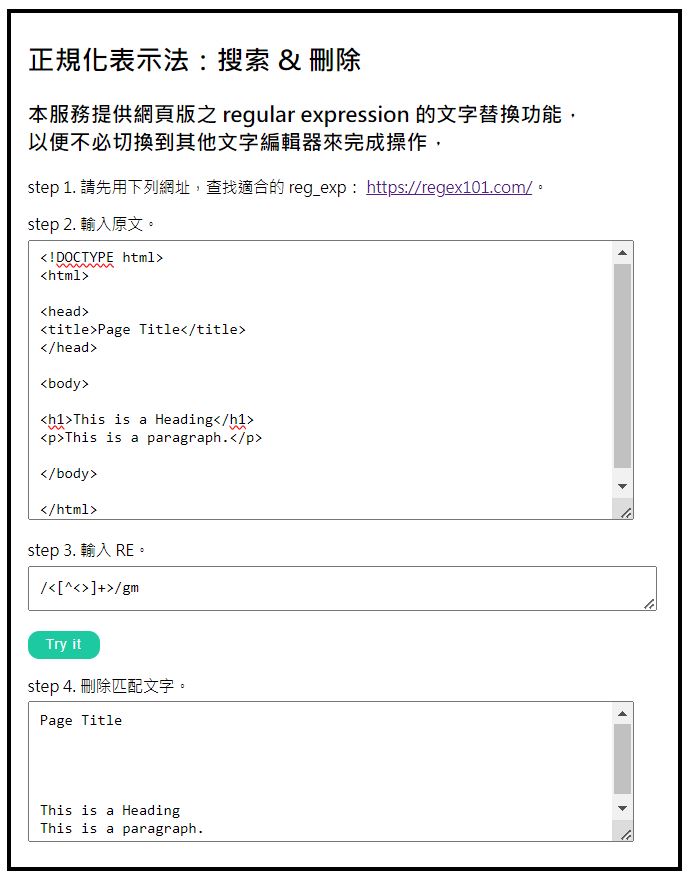 正規化表示法：搜索 & 刪除
本服務提供網頁版之 regular expression 的文字替換功能，
以便不必切換到其他文字編輯器來完成操作，
step 1. 請先用下列網址，查找適合的 reg_exp： https://regex101.com/。
step 2. 輸入原文。
<!DOCTYPE html>
<html>
<head>
<title>Page Title</title>
</head>
<body>
<h1>This is a Heading</h1>
<p>This is a paragraph.</p>
</body>
</html>
step 3. 輸入 RE。
/<[^<>]+>/gm
Try it
step 4. 刪除匹配文字。
Page Title
This is a Heading
This is a paragraph.